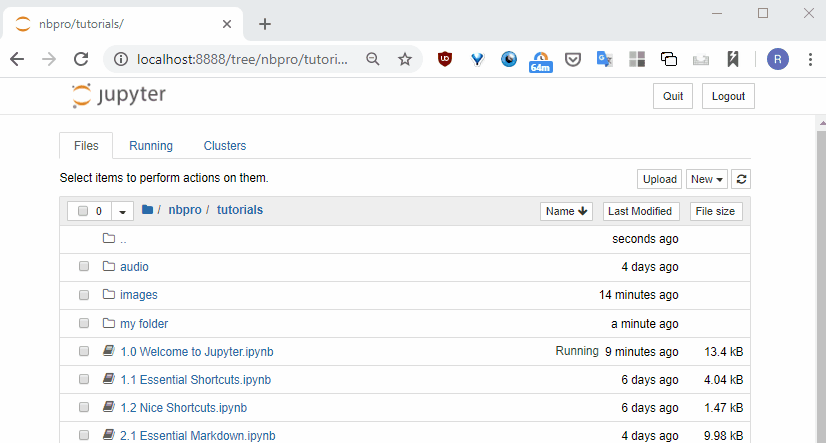 nbpro/tutorials/
localhost:8888/tree/nbpro/tutori...
64m
R
jupyter
Quit
Logout
Files
Running
Clusters
Select items to perform actions on them.
Upload
New
0
/ nbpro / tutorials
Name
Last Modified
File size
..
seconds ago
audio
4 days ago
images
14 minutes ago
my folder
a minute ago
1.0 Welcome to Jupyter.ipynb
Running 9 minutes ago
13.4 kB
1.1 Essential Shortcuts.ipynb
6 days ago
4.04 kB
1.2 Nice Shortcuts.ipynb
6 days ago
1.47 kB
2.1 Essential Markdown.ipynb
4 days ago
9.98 kB